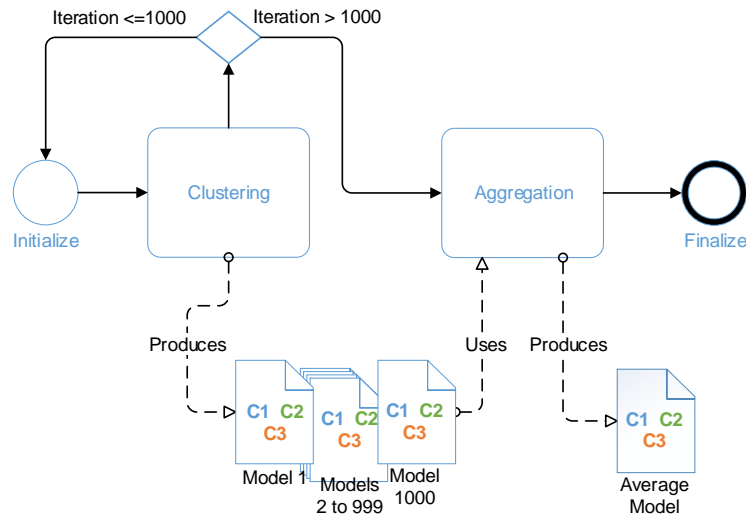 Iteration <=1000
Iteration > 1000
Clustering
Aggregation
Initialize
Finalize
Produces
Uses
Produces
C1 C2
C3
C1 C2
C3
C1 C2
C3
C1 C2
C3
Model 1
Models
2 to 999
Model
1000
Average
Model